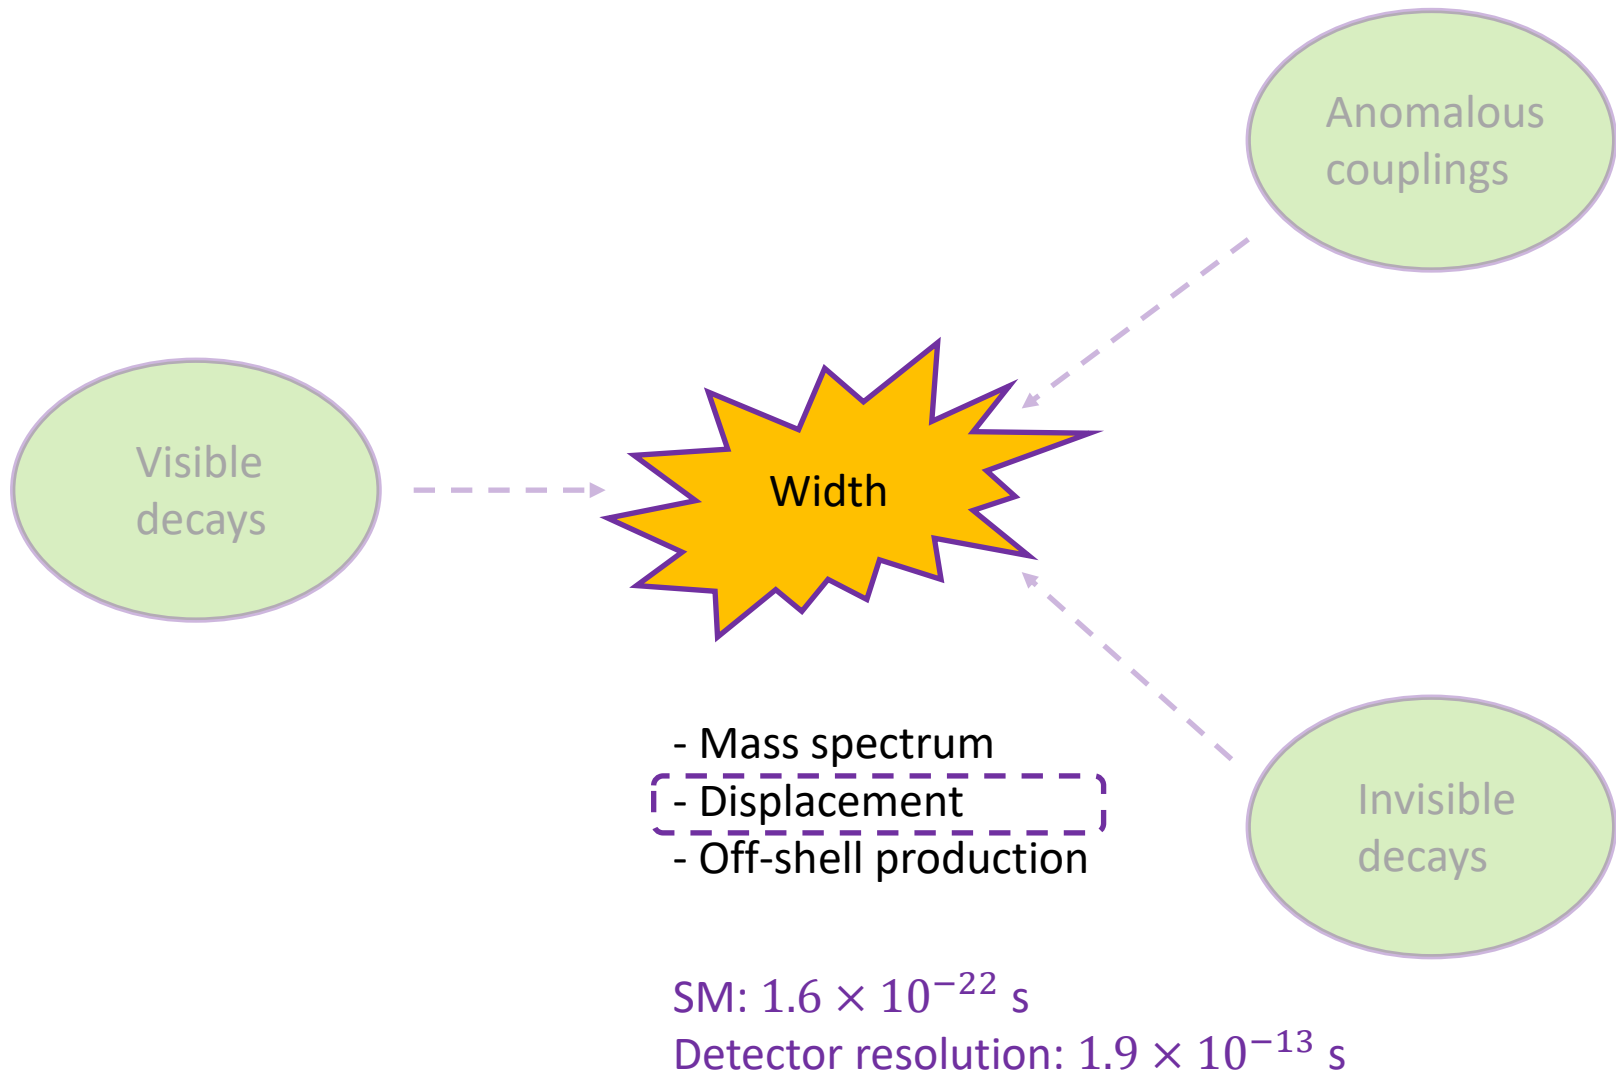 Anomalous
couplings
Visible
decays
Width
- Mass spectrum
- Displacement
- Off-shell production
Invisible
decays
SM: 1.6 × 10⁻²² s
Detector resolution: 1.9 × 10⁻¹³ s